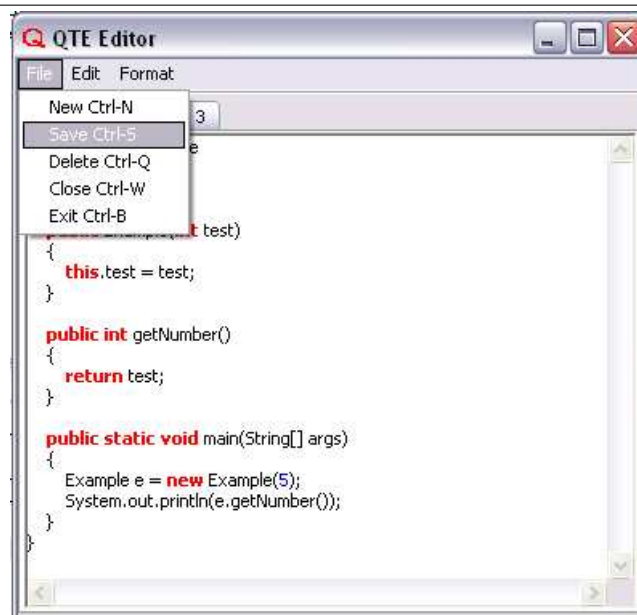 QTE Editor
File Edit Format
New Ctrl-N
3
Save Ctrl-S
e
Delete Ctrl-Q
Close Ctrl-W
Exit Ctrl-B
test)
{
this.test = test;
}
public int getNumber()
{
return test;
}
public static void main(String[] args)
{
Example e = new Example(5);
System.out.println(e.getNumber());
}
}